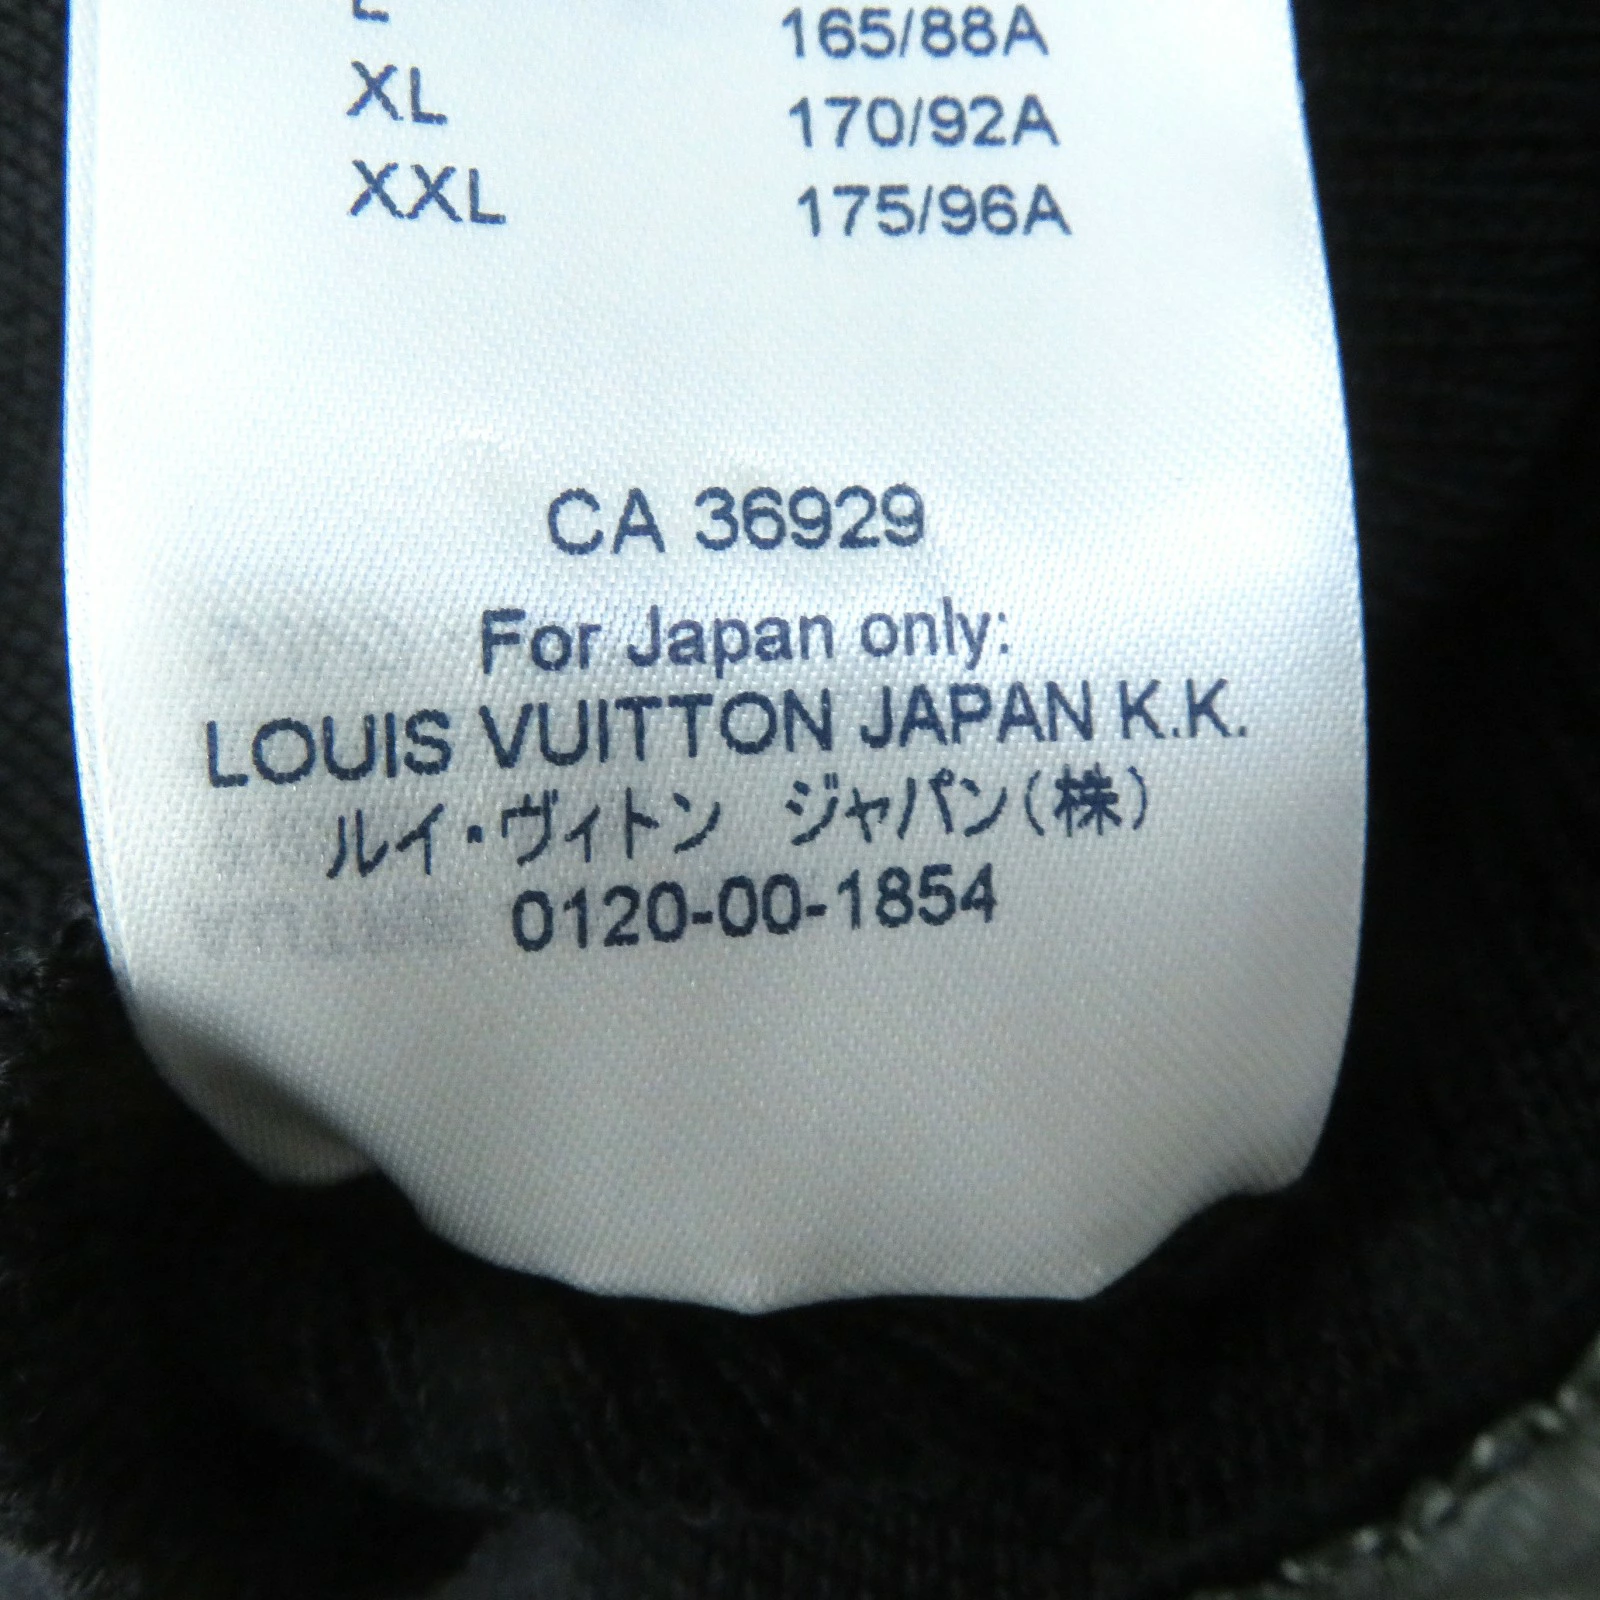 L 165/88A
XL 170/92A
XXL 175/96A
CA 36929
For Japan only:
LOUIS VUITTON JAPAN K.K.
ルイ・ヴィトン ジャパン(株)
0120-00-1854